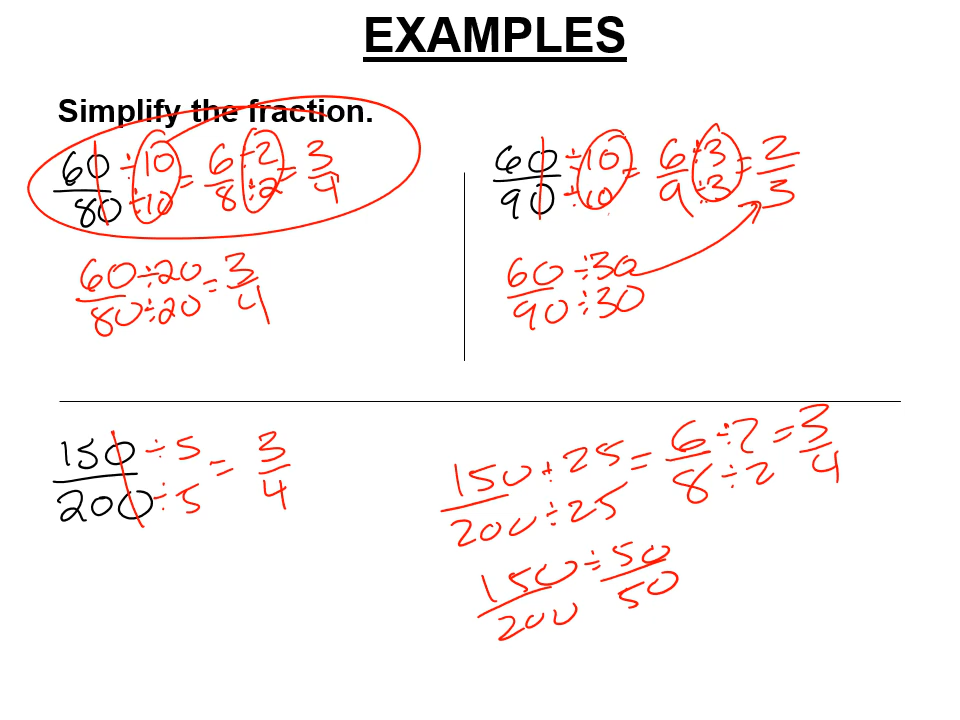 EXAMPLES
Simplify the fraction.
60/80 ÷10/÷10 = 6/8 ÷2/÷2 = 3/4
60/80 ÷20/÷20 = 3/4
60/90 ÷10/÷10 = 6/9 ÷3/÷3 = 2/3
60/90 ÷30/÷30
150/200 ÷5/÷5 = 3/4
150/200 ÷25/÷25 = 6/8 ÷2/÷2 = 3/4
150/200 ÷ 50/50